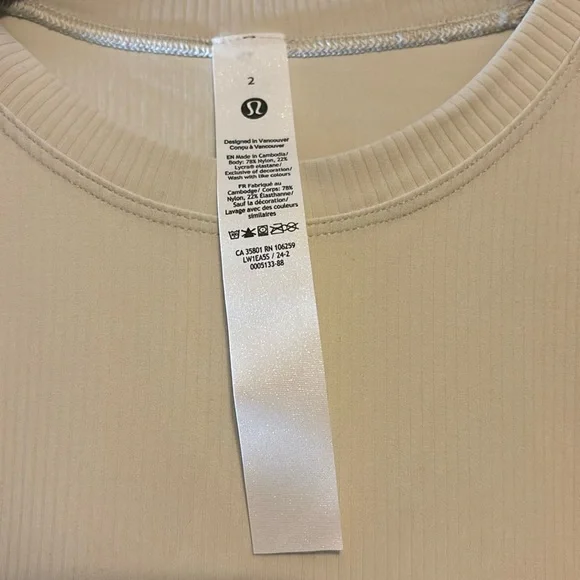 2
Designed in Vancouver
Conçu à Vancouver
EN Made in Cambodia/
Body: 78% Nylon, 22%
Lycra® elastane/
Exclusive of decoration/
Wash with like colours
FR Fabriqué au
Cambodge/ Corps: 78%
Nylon, 22% Élasthanne/
Sauf la décoration/
Lavage avec des couleurs
similaires
CA 35801 RN 106259
LW1EA5S / 24-2
0005133-88